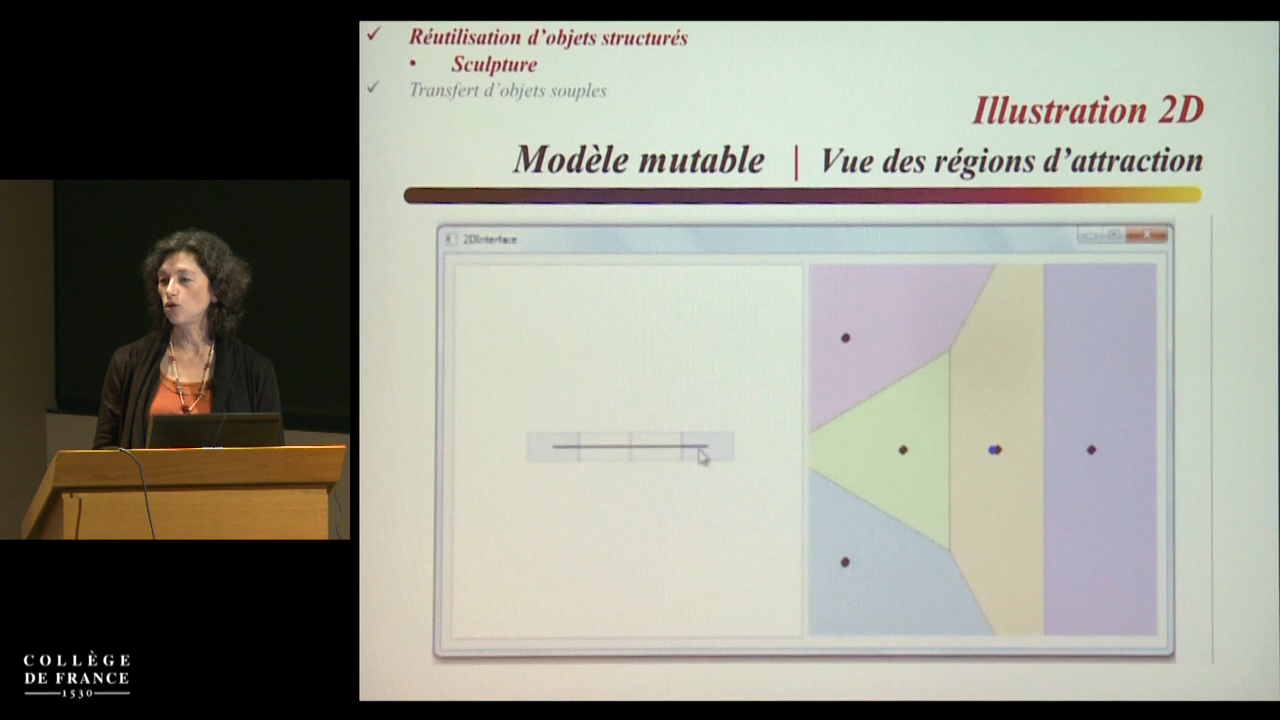 Réutilisation d'objets structurés
Sculpture
Transfert d'objets souples
Illustration 2D
Modèle mutable | Vue des régions d'attraction
2DInterface
COLLÈGE
DE FRANCE
1530